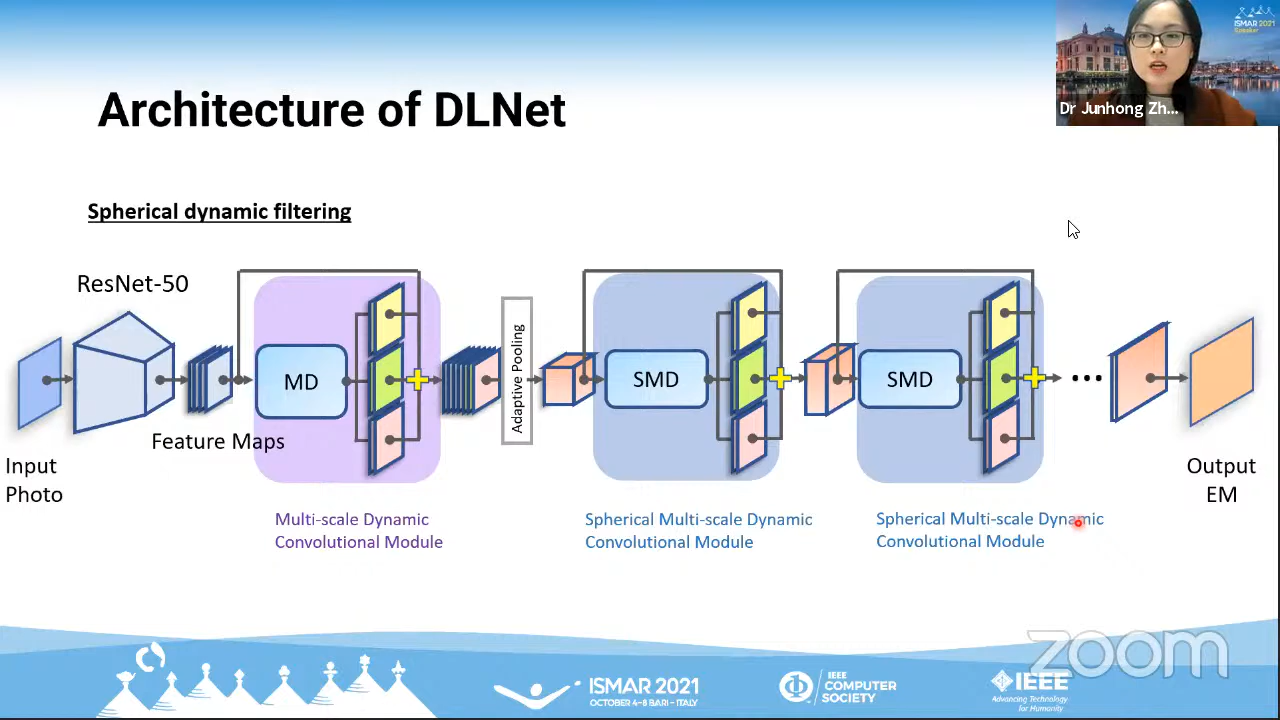 ISMAR 2021
Dr Junhong Zh...
Architecture of DLNet
Spherical dynamic filtering
ResNet-50
MD
Adaptive Pooling
SMD
SMD
Feature Maps
Input
Photo
Output
EM
Multi-scale Dynamic
Convolutional Module
Spherical Multi-scale Dynamic
Convolutional Module
Spherical Multi-scale Dynamic
Convolutional Module
zoom
ISMAR 2021
OCTOBER 4-8 BARI - ITALY
IEEE
COMPUTER
SOCIETY
IEEE
Advancing Technology
for Humanity